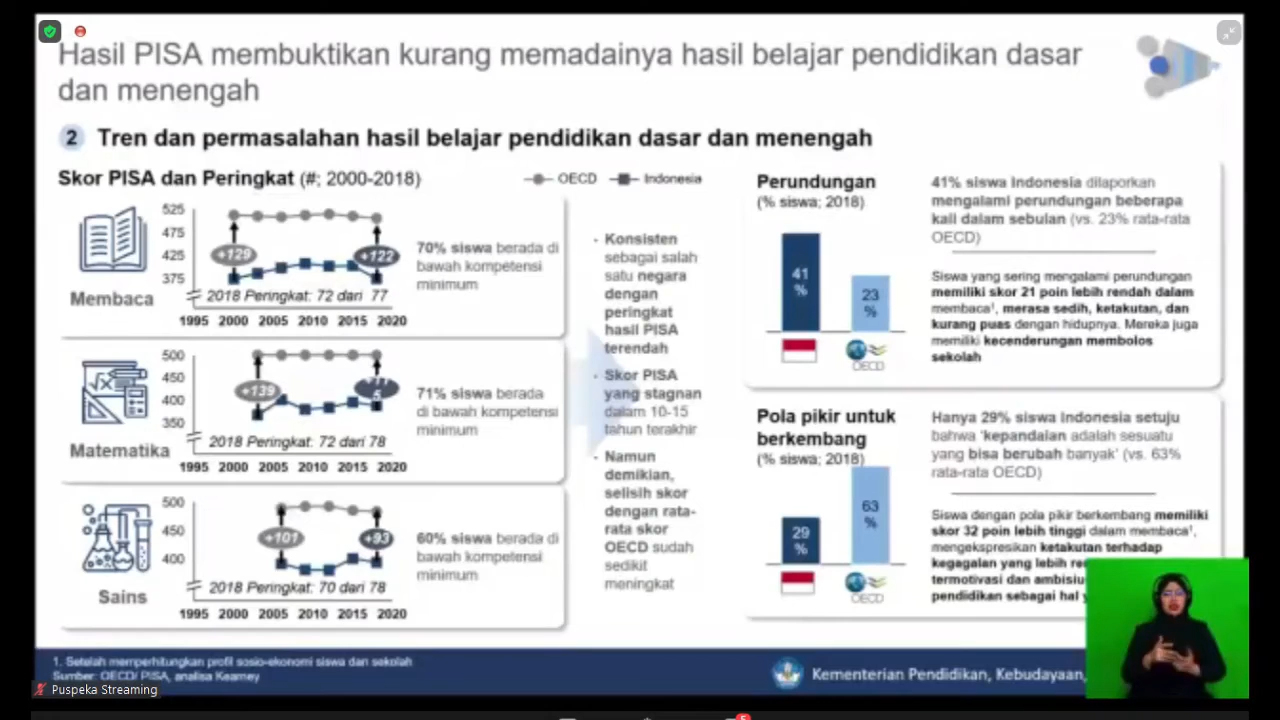 Hasil PISA membuktikan kurang memadainya hasil belajar pendidikan dasar
dan menengah
2 Tren dan permasalahan hasil belajar pendidikan dasar dan menengah
Skor PISA dan Peringkat (#; 2000-2018)
OECD Indonesia
Membaca
525
475
425
375
+129
+122
2018 Peringkat: 72 dari 77
1995 2000 2005 2010 2015 2020
70% siswa berada di
bawah kompetensi
minimum
Matematika
500
450
400
350
+139
2018 Peringkat: 72 dari 78
1995 2000 2005 2010 2015 2020
71% siswa berada
di bawah kompetensi
minimum
Sains
500
450
400
+101
+93
2018 Peringkat: 70 dari 78
1995 2000 2005 2010 2015 2020
60% siswa berada di
bawah kompetensi
minimum
- Konsisten
sebagai salah
satu negara
dengan
peringkat
hasil PISA
terendah
- Skor PISA
yang stagnan
dalam 10-15
tahun terakhir
- Namun
demikian,
selisih skor
dengan rata-
rata skor
OECD sudah
sedikit
meningkat
Perundungan
(% siswa; 2018)
41
%
23
%
OECD
41% siswa Indonesia dilaporkan
mengalami perundungan beberapa
kali dalam sebulan (vs. 23% rata-rata
OECD)
Siswa yang sering mengalami perundungan
memiliki skor 21 poin lebih rendah dalam
membaca¹, merasa sedih, ketakutan, dan
kurang puas dengan hidupnya. Mereka juga
memiliki kecenderungan membolos
sekolah
Pola pikir untuk
berkembang
(% siswa; 2018)
29
%
63
%
OECD
Hanya 29% siswa Indonesia setuju
bahwa 'kepandaian adalah sesuatu
yang bisa berubah banyak' (vs. 63%
rata-rata OECD)
Siswa dengan pola pikir berkembang memiliki
skor 32 poin lebih tinggi dalam membaca¹,
mengekspresikan ketakutan terhadap
kegagalan yang lebih
termotivasi dan
pendidikan sebagai hal
1. Setelah memperhitungkan profil sosio-ekonomi siswa dan sekolah
Sumber: OECD/ PISA, analisa Kearney
Kementerian Pendidikan, Kebudayaan,
Puspeka Streaming
5